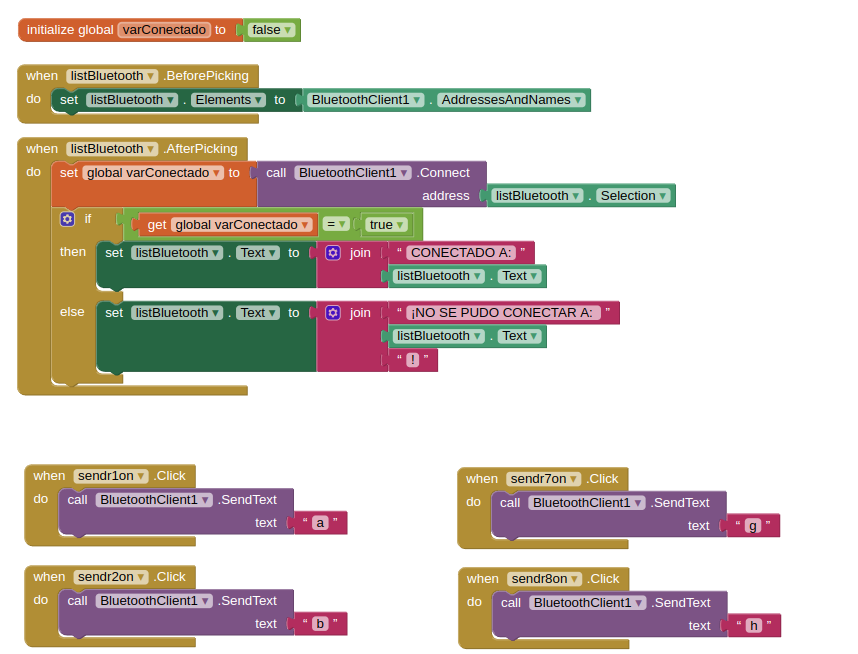 initialize global varConectado to false
when listBluetooth .BeforePicking
do set listBluetooth . Elements to BluetoothClient1 . AddressesAndNames
when listBluetooth .AfterPicking
do set global varConectado to call BluetoothClient1 .Connect
address listBluetooth . Selection
if get global varConectado = true
then set listBluetooth . Text to join “ CONECTADO A: ”
listBluetooth . Text
else set listBluetooth . Text to join “ ¡NO SE PUDO CONECTAR A: ”
listBluetooth . Text
“ ! ”
when sendr1on .Click
do call BluetoothClient1 .SendText
text “ a ”
when sendr7on .Click
do call BluetoothClient1 .SendText
text “ g ”
when sendr2on .Click
do call BluetoothClient1 .SendText
text “ b ”
when sendr8on .Click
do call BluetoothClient1 .SendText
text “ h ”